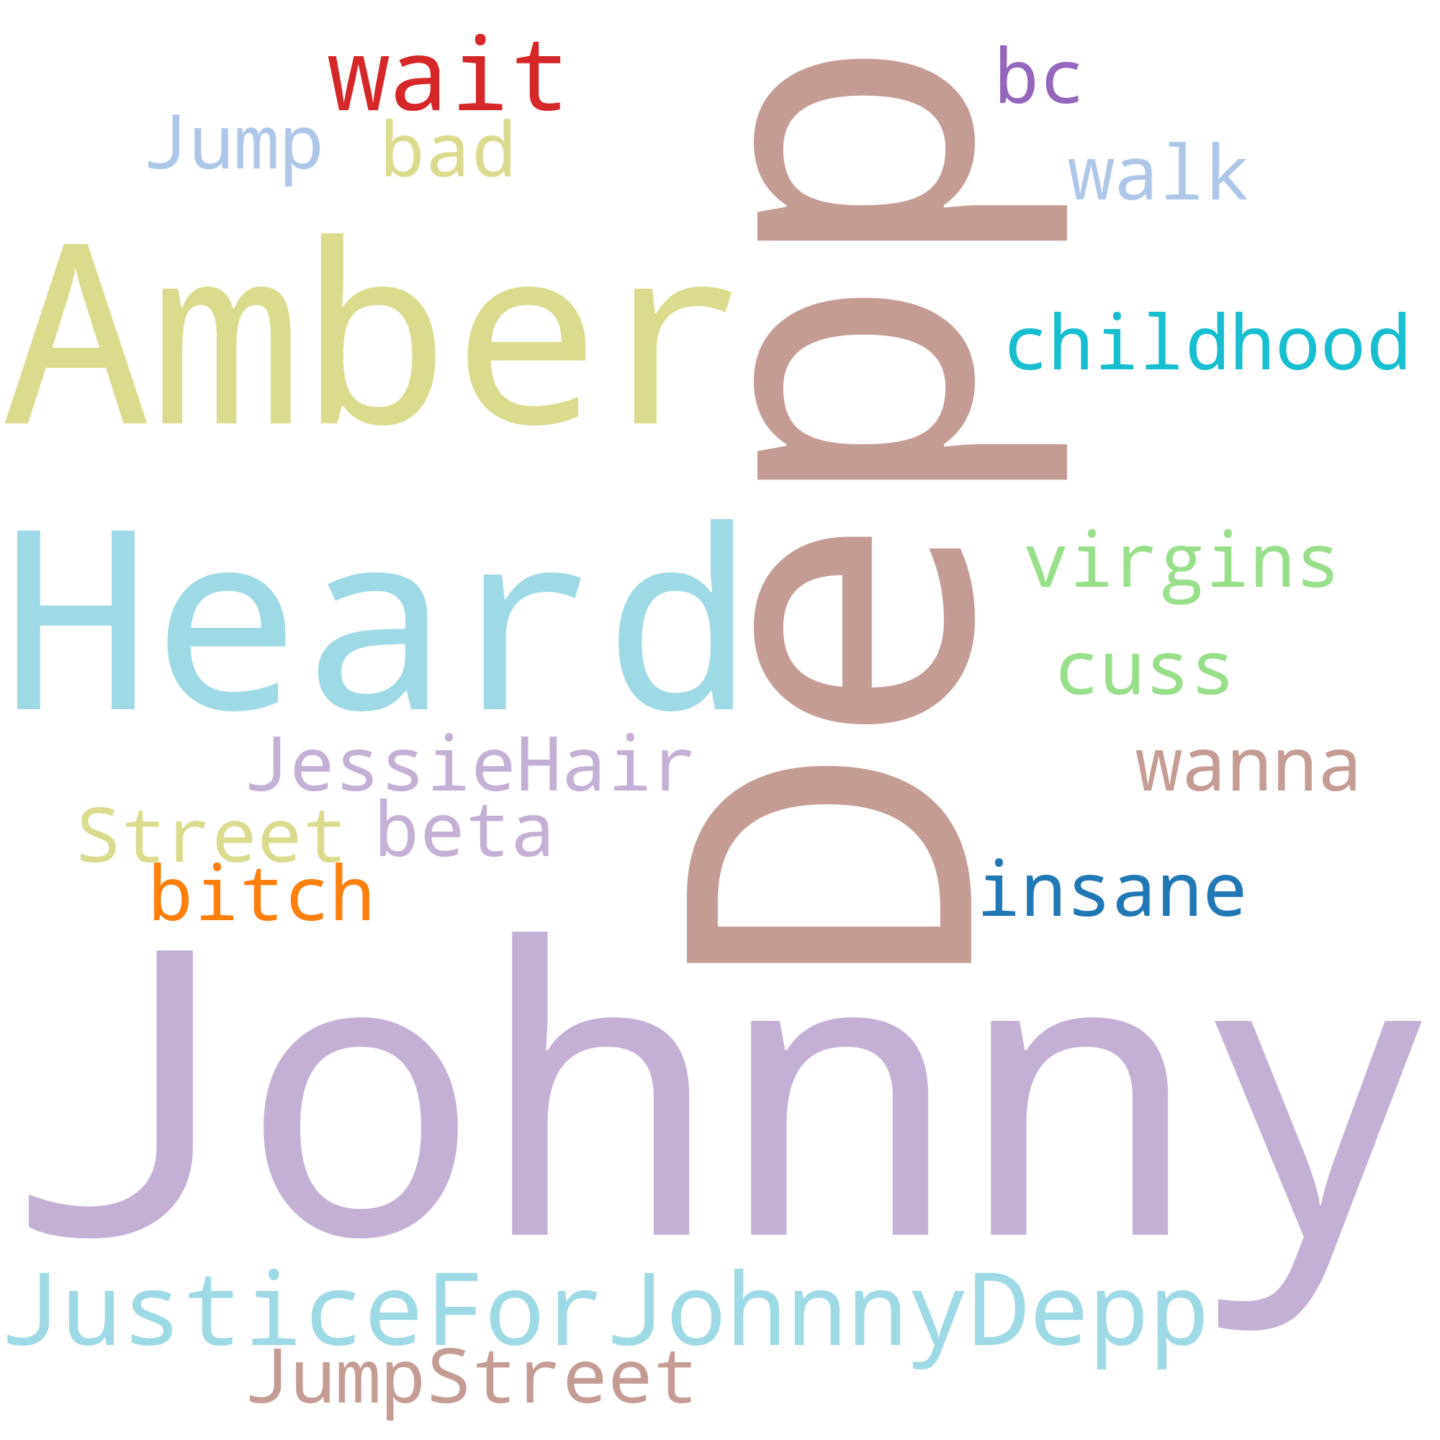 wait
bc
Jump
bad
walk
Amber
Depp
childhood
Heard
virgins
cuss
JessieHair
wanna
Street
beta
bitch
insane
Johnny
JusticeForJohnnyDepp
JumpStreet